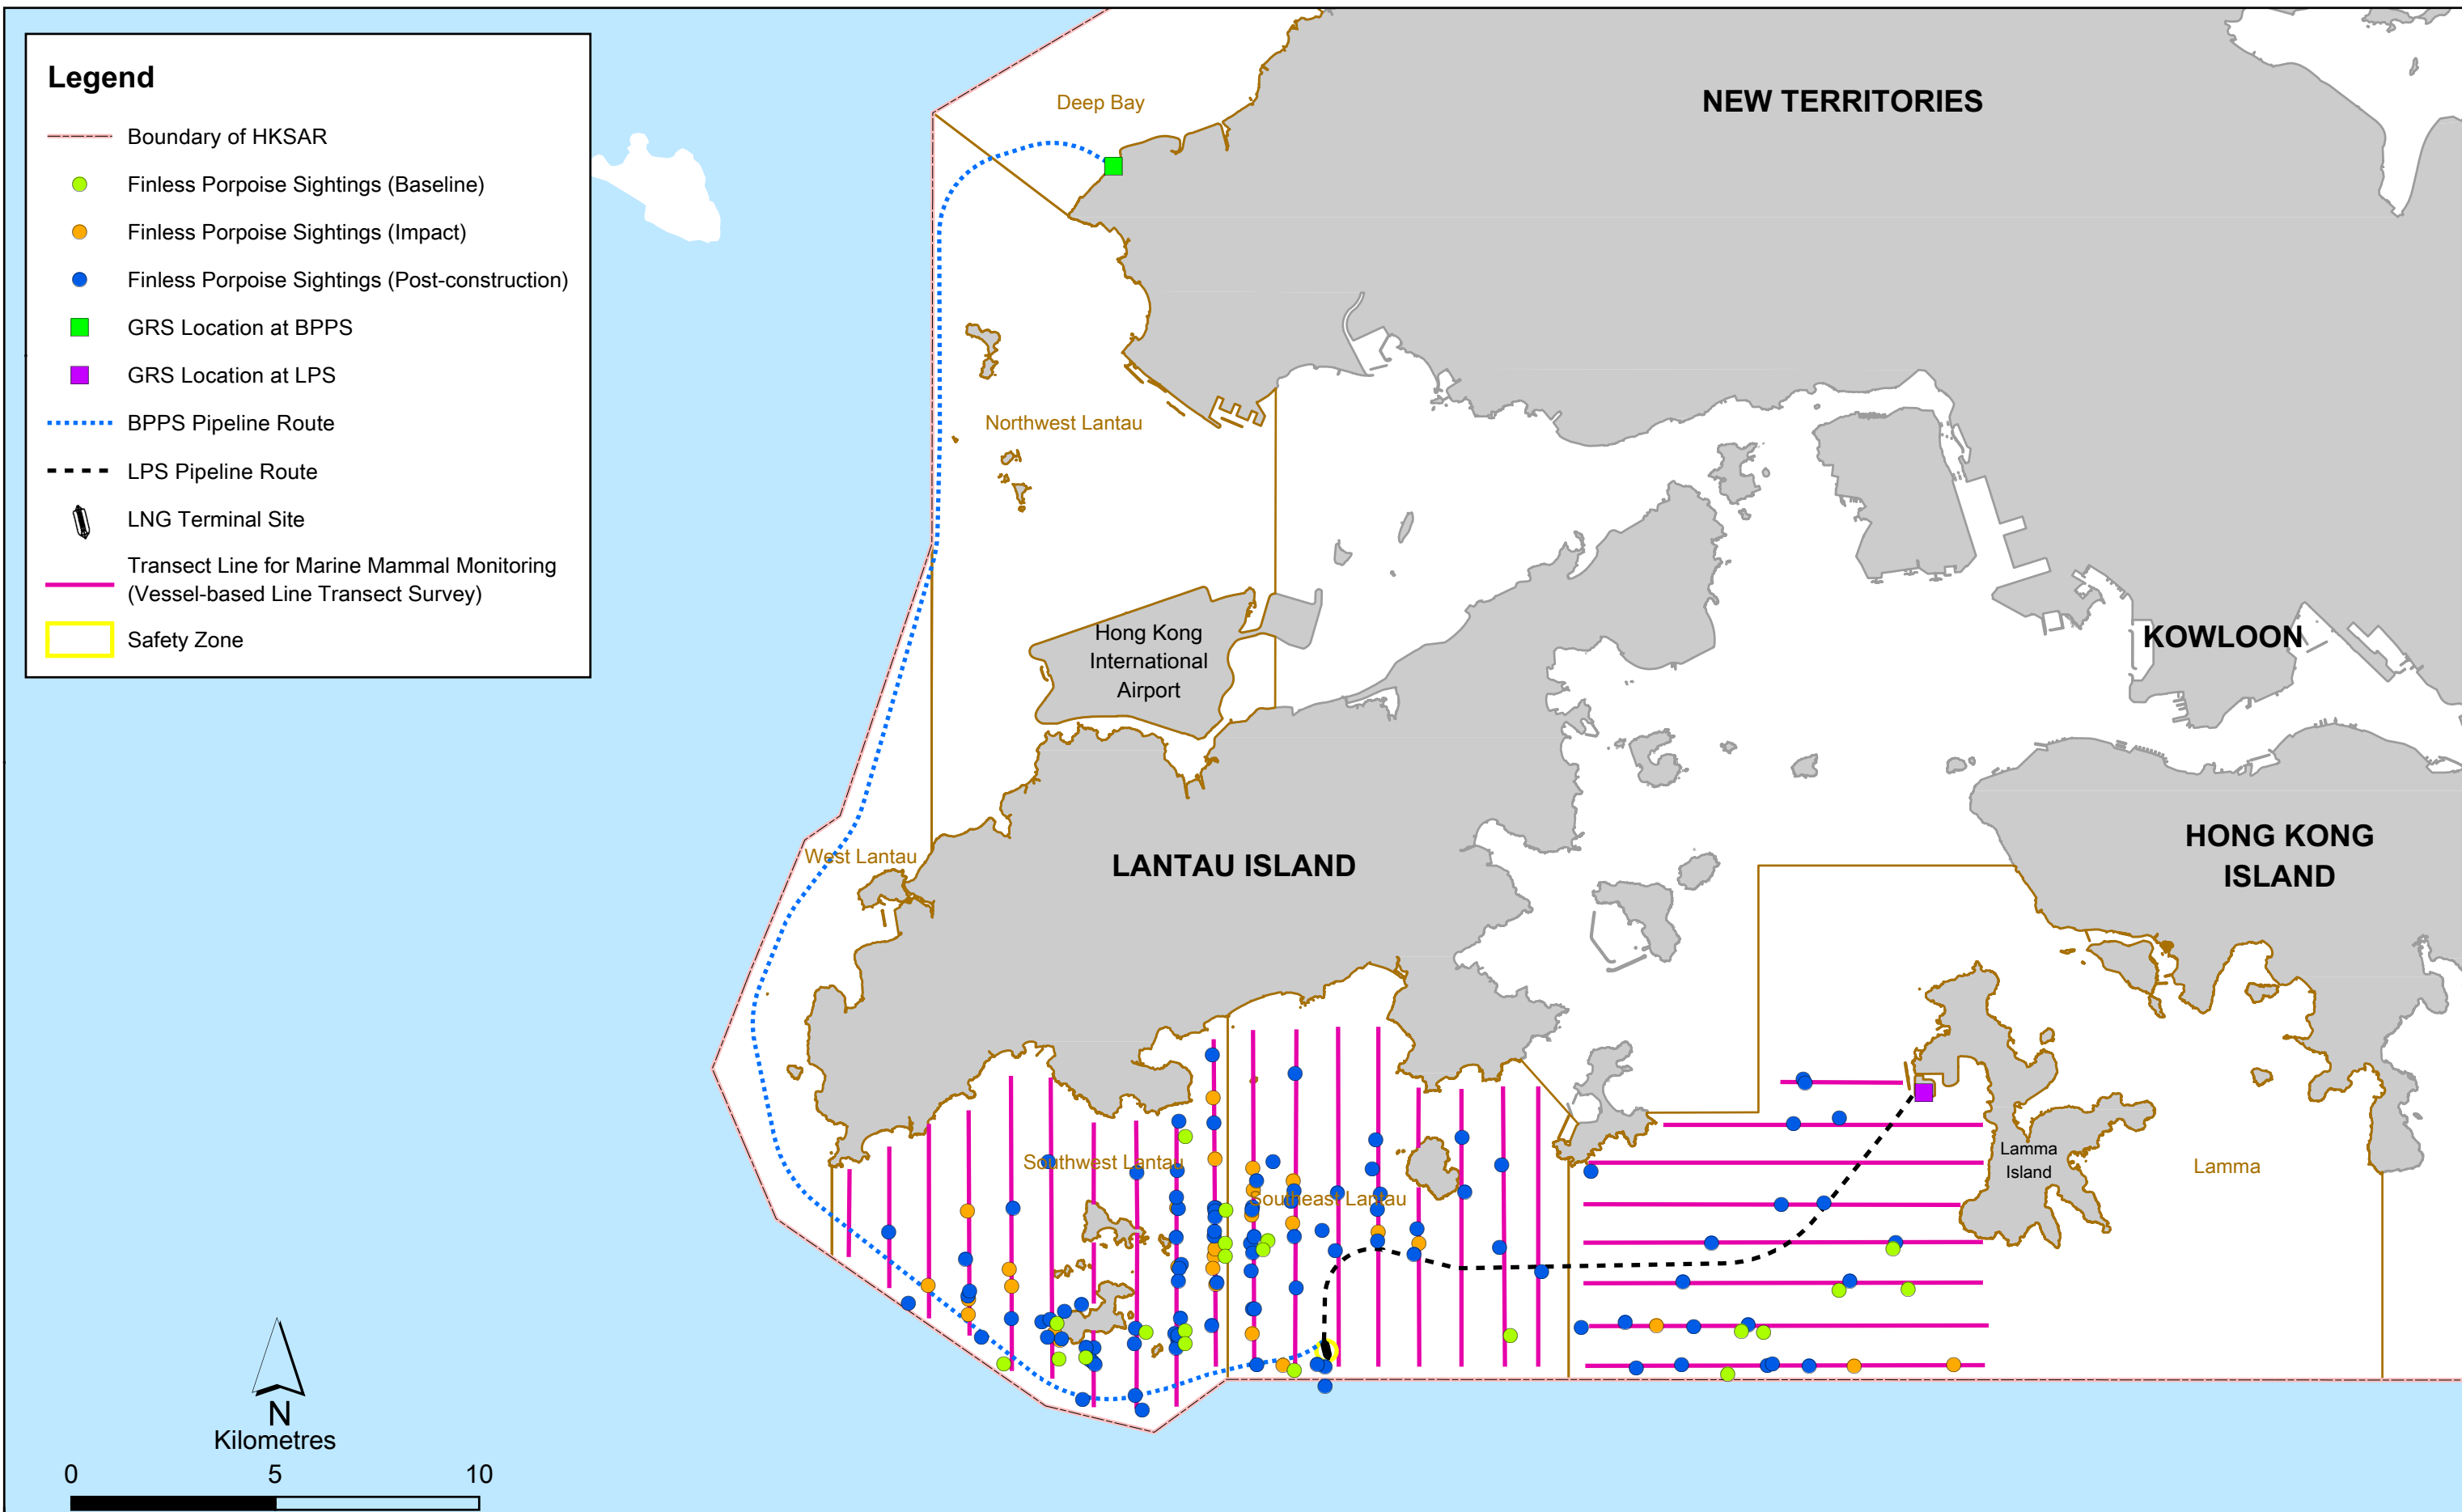 Legend
Boundary of HKSAR
Finless Porpoise Sightings (Baseline)
Finless Porpoise Sightings (Impact)
Finless Porpoise Sightings (Post-construction)
GRS Location at BPPS
GRS Location at LPS
BPPS Pipeline Route
LPS Pipeline Route
LNG Terminal Site
Transect Line for Marine Mammal Monitoring
(Vessel-based Line Transect Survey)
Safety Zone
Deep Bay
NEW TERRITORIES
Northwest Lantau
Hong Kong
International
Airport
KOWLOON
HONG KONG
ISLAND
West Lantau
LANTAU ISLAND
Southwest Lantau
Southeast Lantau
Lamma
Island
Lamma
N
Kilometres
0 5 10